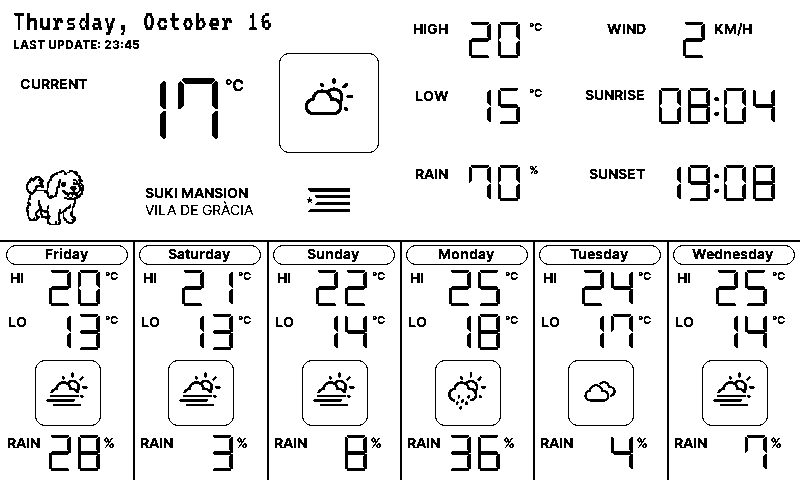 Thursday, October 16
LAST UPDATE: 23:45
CURRENT 17 °C
HIGH 20 °C
LOW 15 °C
RAIN 70 %
WIND 2 KM/H
SUNRISE 08:04
SUNSET 19:08
SUKI MANSION
VILA DE GRÀCIA
Friday
HI 20 °C
LO 13 °C
RAIN 28 %
Saturday
HI 21 °C
LO 13 °C
RAIN 3 %
Sunday
HI 22 °C
LO 14 °C
RAIN 8 %
Monday
HI 25 °C
LO 18 °C
RAIN 36 %
Tuesday
HI 24 °C
LO 17 °C
RAIN 4 %
Wednesday
HI 25 °C
LO 14 °C
RAIN 7 %